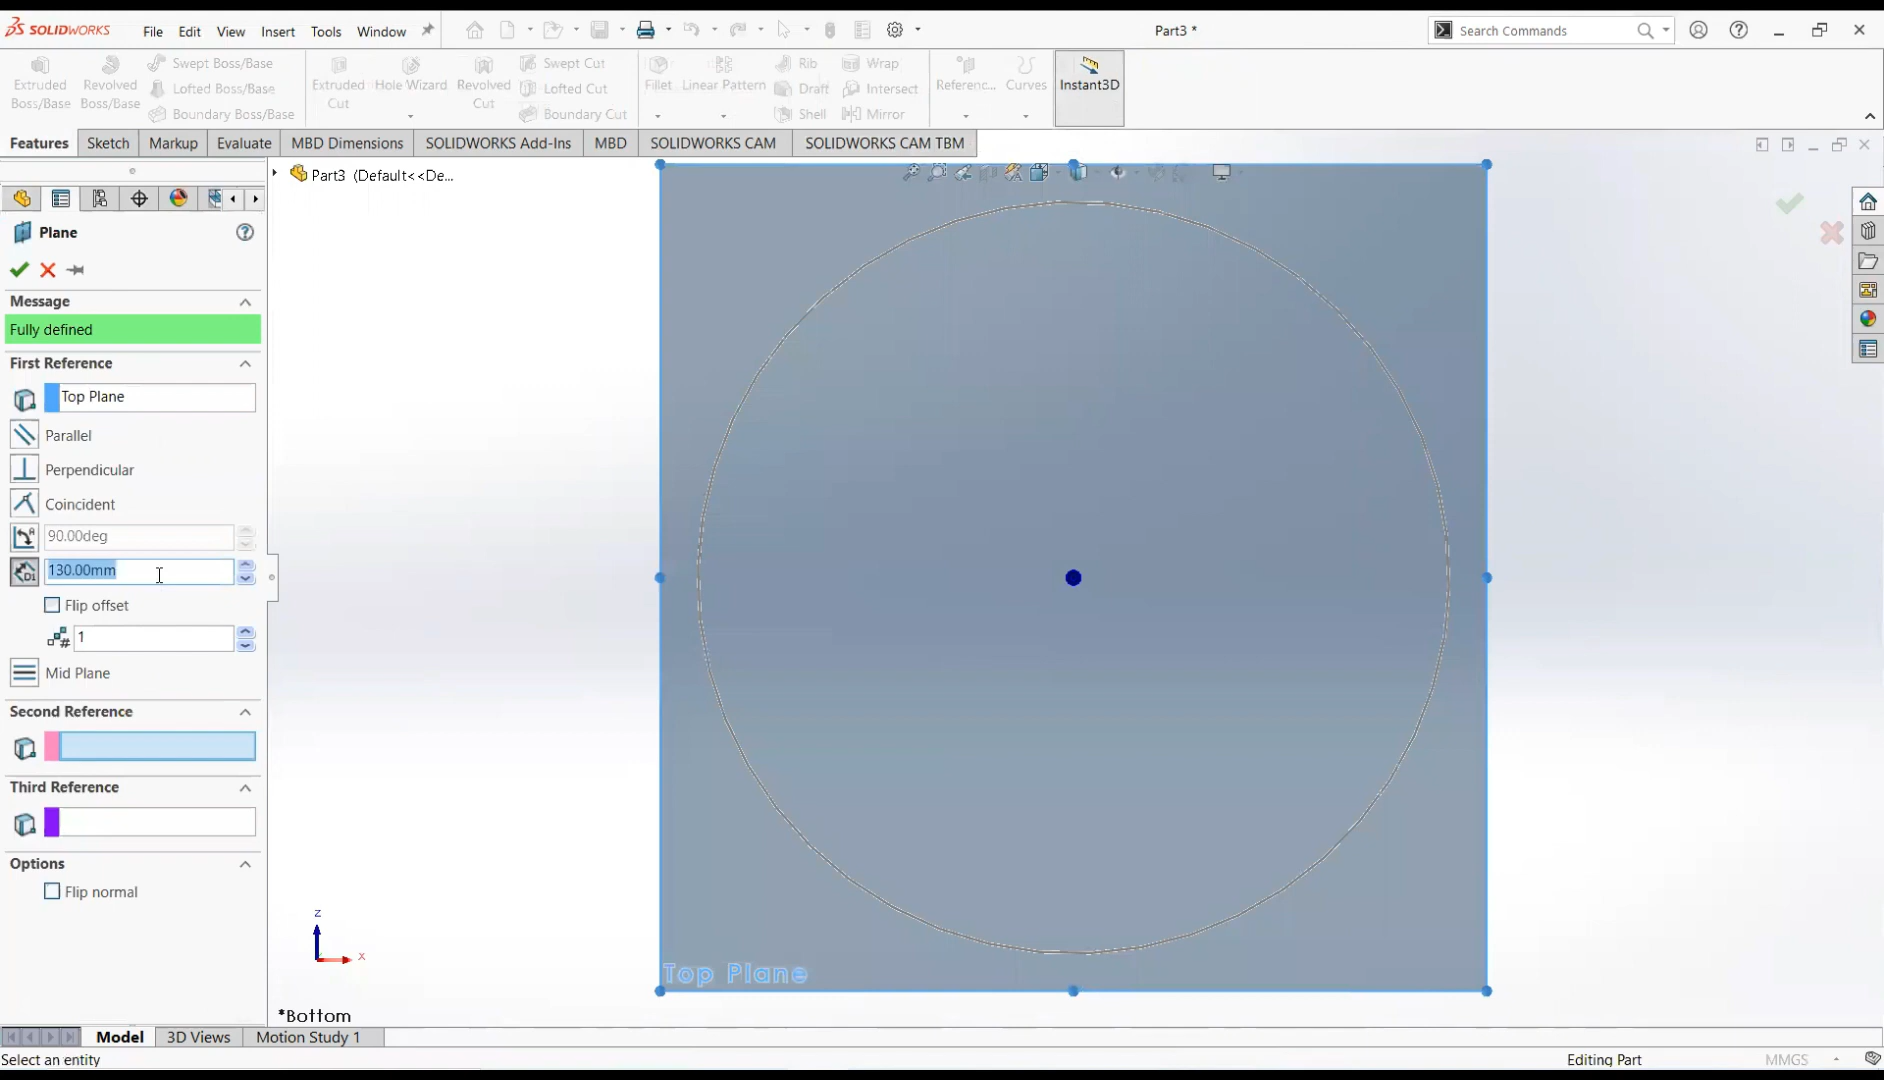 SOLIDWORKS File Edit View Insert Tools Window Part3 * Search Commands
Extruded Boss/Base
Revolved Boss/Base
Swept Boss/Base
Lofted Boss/Base
Boundary Boss/Base
Extruded Cut
Hole Wizard
Revolved Cut
Swept Cut
Lofted Cut
Boundary Cut
Fillet
Linear Pattern
Rib
Draft
Shell
Wrap
Intersect
Mirror
Referenc...
Curves
Instant3D
Features Sketch Markup Evaluate MBD Dimensions SOLIDWORKS Add-Ins MBD SOLIDWORKS CAM SOLIDWORKS CAM TBM
Part3 (Default<<De...
Plane
Message
Fully defined
First Reference
Top Plane
Parallel
Perpendicular
Coincident
90.00deg
130.00mm
Flip offset
1
Mid Plane
Second Reference
Third Reference
Options
Flip normal
Top Plane
z
x
*Bottom
Model 3D Views Motion Study 1
Select an entity Editing Part MMGS